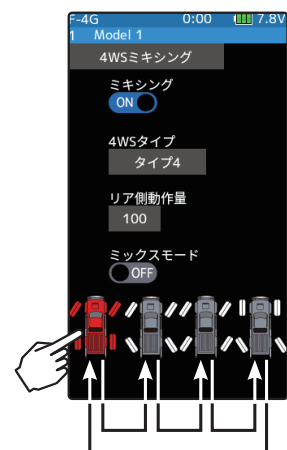 F-4G 0:00 7.8V
1 Model 1
4WSミキシング
ミキシング
ON
4WSタイプ
タイプ4
リア側動作量
100
ミックスモード
OFF